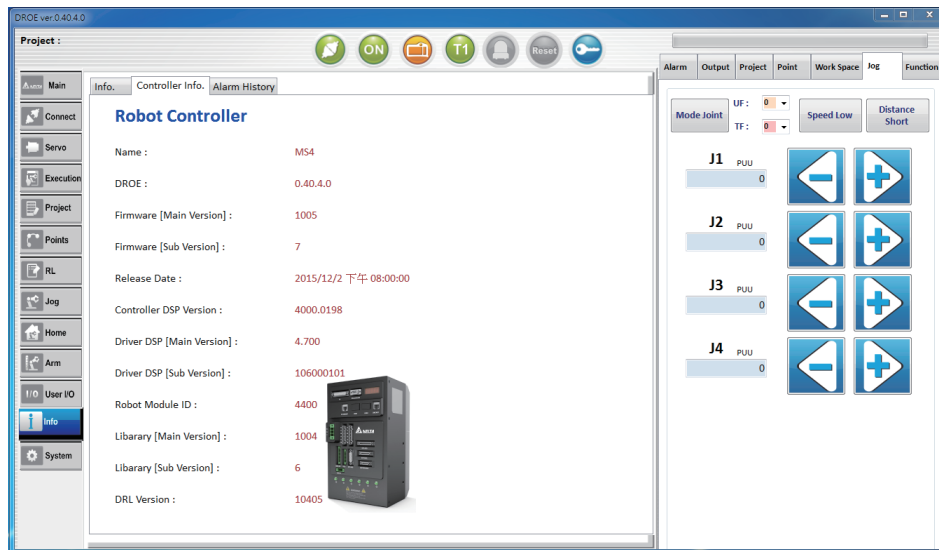 DROE ver.0.40.4.0
Project :
ON
T1
Reset
Main
Connect
Servo
Execution
Project
Points
RL
Jog
Home
Arm
I/O User I/O
Info
System
Info.
Controller Info.
Alarm History
Robot Controller
Name : MS4
DROE : 0.40.4.0
Firmware [Main Version] : 1005
Firmware [Sub Version] : 7
Release Date : 2015/12/2 下午 08:00:00
Controller DSP Version : 4000.0198
Driver DSP [Main Version] : 4.700
Driver DSP [Sub Version] : 106000101
Robot Module ID : 4400
Libarary [Main Version] : 1004
Libarary [Sub Version] : 6
DRL Version : 10405
Alarm Output Project Point Work Space Jog Function
Mode Joint
UF : 0
TF : 0
Speed Low
Distance
Short
J1 PUU
0
J2 PUU
0
J3 PUU
0
J4 PUU
0